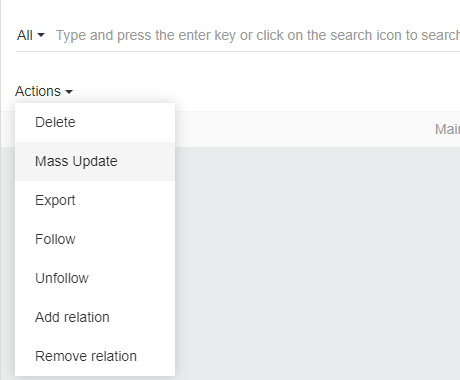 All Type and press the enter key or click on the search icon to search
Actions
Delete
Mai
Mass Update
Export
Follow
Unfollow
Add relation
Remove relation